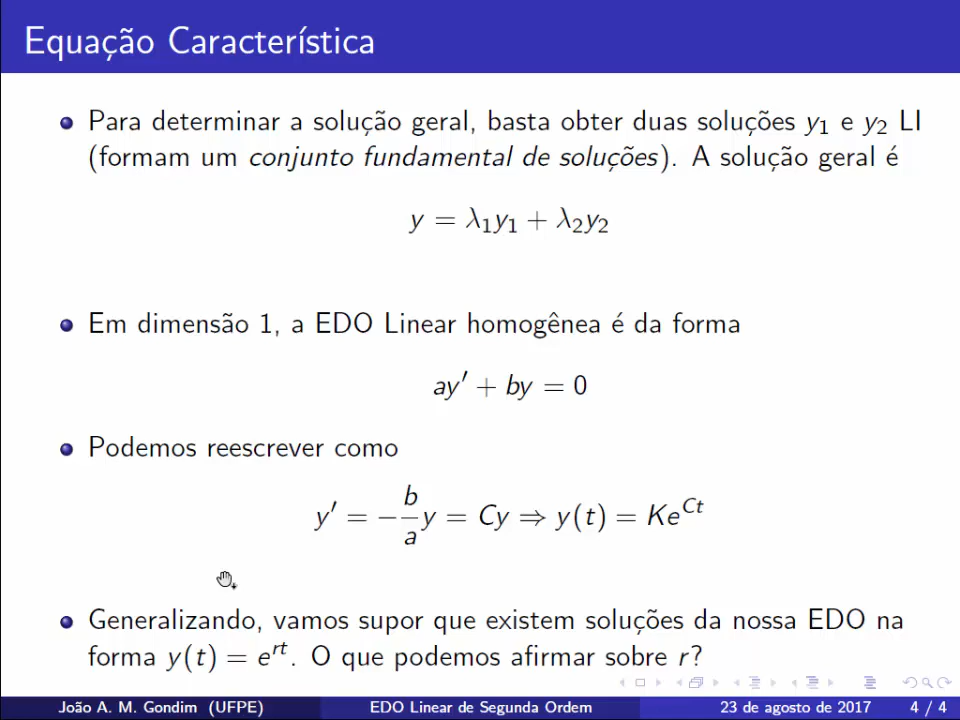 Equação Característica
Para determinar a solução geral, basta obter duas soluções y₁ e y₂ LI
(formam um conjunto fundamental de soluções). A solução geral é
y = λ₁y₁ + λ₂y₂
Em dimensão 1, a EDO Linear homogênea é da forma
ay′ + by = 0
Podemos reescrever como
y′ = −b/a y = Cy ⇒ y(t) = Ke^{Ct}
Generalizando, vamos supor que existem soluções da nossa EDO na
forma y(t) = e^{rt}. O que podemos afirmar sobre r?
João A. M. Gondim (UFPE) EDO Linear de Segunda Ordem 23 de agosto de 2017 4 / 4